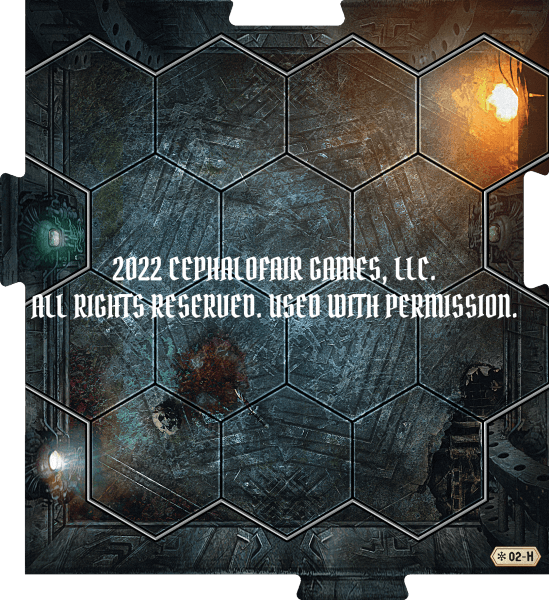 2022 CEPHALOFAIR GAMES, LLC.
ALL RIGHTS RESERVED. USED WITH PERMISSION.
* 02-H